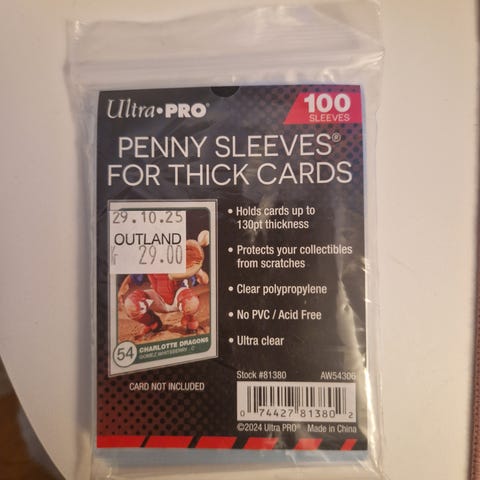 Ultra•PRO®
100
SLEEVES
PENNY SLEEVES®
FOR THICK CARDS
29.10.25
OUTLAND
29.00
54
CHARLOTTE DRAGONS
GOMEZ WHITEBERRY - C
CARD NOT INCLUDED
• Holds cards up to
130pt thickness
• Protects your collectibles
from scratches
• Clear polypropylene
• No PVC / Acid Free
• Ultra clear
Stock #81380
AW54306
0 74427 81380 2
©2024 Ultra PRO® Made in China